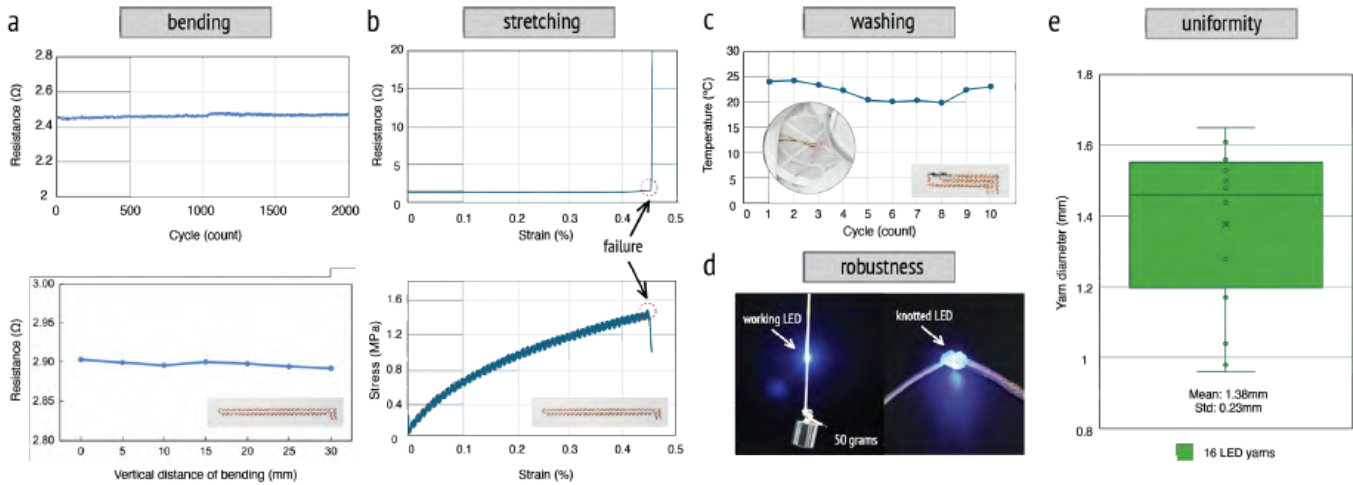 a
bending
2.8
2.6
2.4
2.2
2
Resistance (Ω)
0
500
1000
1500
2000
Cycle (count)
3.00
2.95
2.90
2.85
2.80
Resistance (Ω)
0
5
10
15
20
25
30
Vertical distance of bending (mm)
b
stretching
20
15
10
5
0
Resistance (Ω)
0
0.1
0.2
0.3
0.4
0.5
Strain (%)
failure
1.6
1.2
0.8
0.4
0
Stress (MPa)
0
0.1
0.2
0.3
0.4
0.5
Strain (%)
c
washing
30
25
20
15
10
5
0
Temperature (°C)
0
1
2
3
4
5
6
7
8
9
10
Cycle (count)
d
robustness
working LED
50 grams
knotted LED
e
uniformity
1.8
1.6
1.4
1.2
1
0.8
Yarn diameter (mm)
Mean: 1.38mm
Std: 0.23mm
16 LED yarns